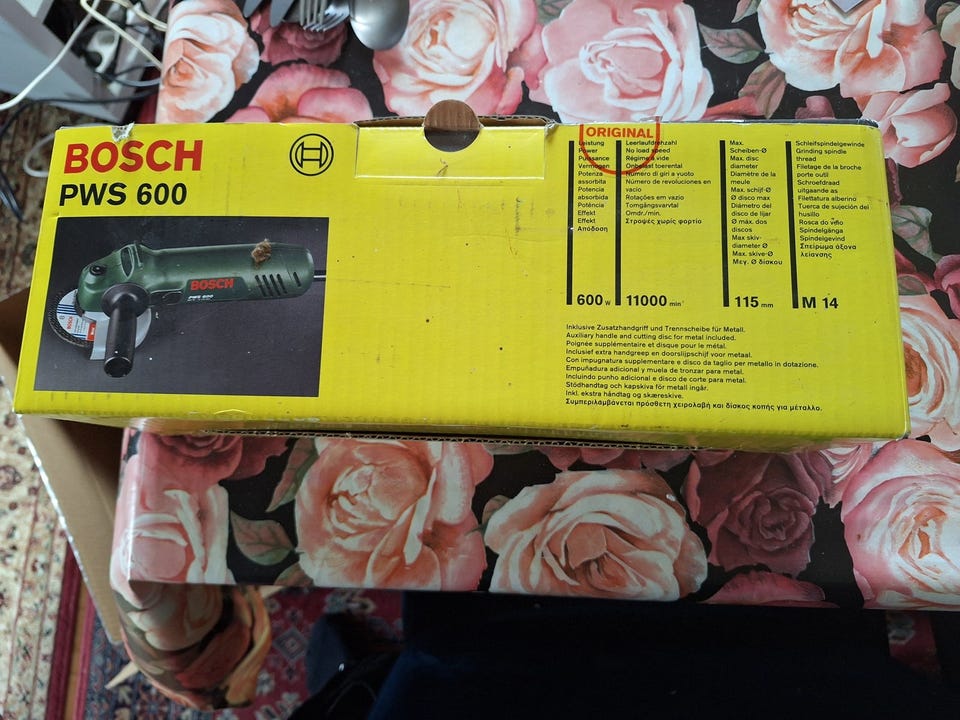 BOSCH
PWS 600
BOSCH
PWS 600
ORIGINAL
Leistung
Power
Puissance
Vermogen
Potenza
assorbita
Potencia
absorbida
Potência
Effekt
Effekt
Απόδοση
600 W
Leerlaufdrehzahl
No load speed
Régime à vide
Onbelast toerental
Numero di giri a vuoto
Número de revoluciones en
vacio
Rotações em vazio
Tomgångsvarvtal
Omdr./min.
Στροφές χωρίς φορτίο
11000 min
Max.
Scheiben-Ø
Max. disc
diameter
Diamètre de la
meule
Max. schijf-Ø
Ø disco max
Diámetro del
disco de lijar
Ø máx. dos
discos
Max skiv-
diameter Ø
Max. skive-Ø
Μεγ. Ø δίσκου
115 mm
Schleifspindelgewinde
Grinding spindle
thread
Filetage de la broche
porte outil
Schroefdraad
uitgaande as
Filettatura alberino
Tuerca de sujeción del
husillo
Rosca do veio
Spindelgänga
Spindelgevind
Σπείρωμα άξονα
λείανσης
M 14
Inklusive Zusatzhandgriff und Trennscheibe für Metall.
Auxiliary handle and cutting disc for metal included.
Poignée supplémentaire et disque pour le métal.
Inclusief extra handgreep en doorslijpschijf voor metaal.
Con impugnatura supplementare e disco da taglio per metallo in dotazione.
Empuñadura adicional y muela de tronzar para metal.
Incluindo punho adicional e disco de corte para metal.
Stödhandtag och kapskiva för metall ingår.
Inkl. ekstra håndtag og skæreskive.
Συμπεριλαμβάνεται πρόσθετη χειρολαβή και δίσκος κοπής για μέταλλο.